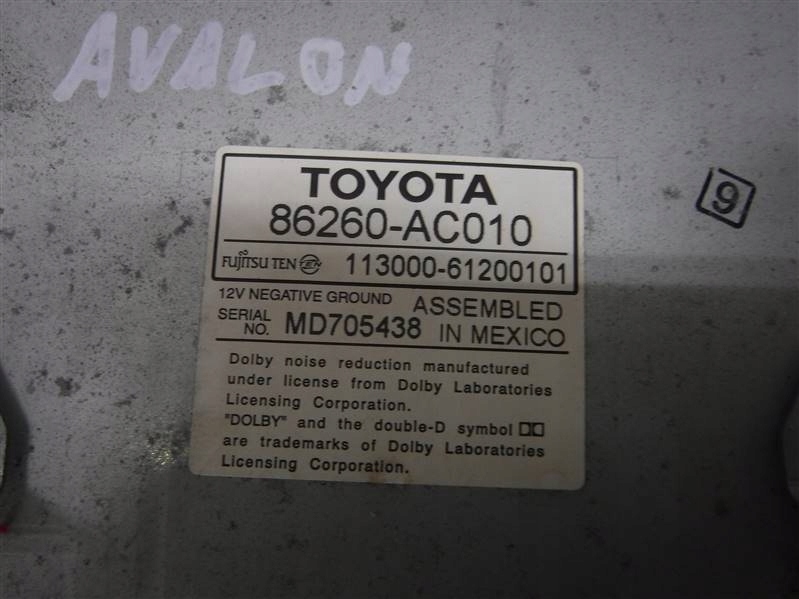 AVALON
9
TOYOTA
86260-AC010
FUJITSU TEN TEN 113000-61200101
12V NEGATIVE GROUND ASSEMBLED
SERIAL NO. MD705438 IN MEXICO
Dolby noise reduction manufactured
under license from Dolby Laboratories
Licensing Corporation.
"DOLBY" and the double-D symbol
are trademarks of Dolby Laboratories
Licensing Corporation.